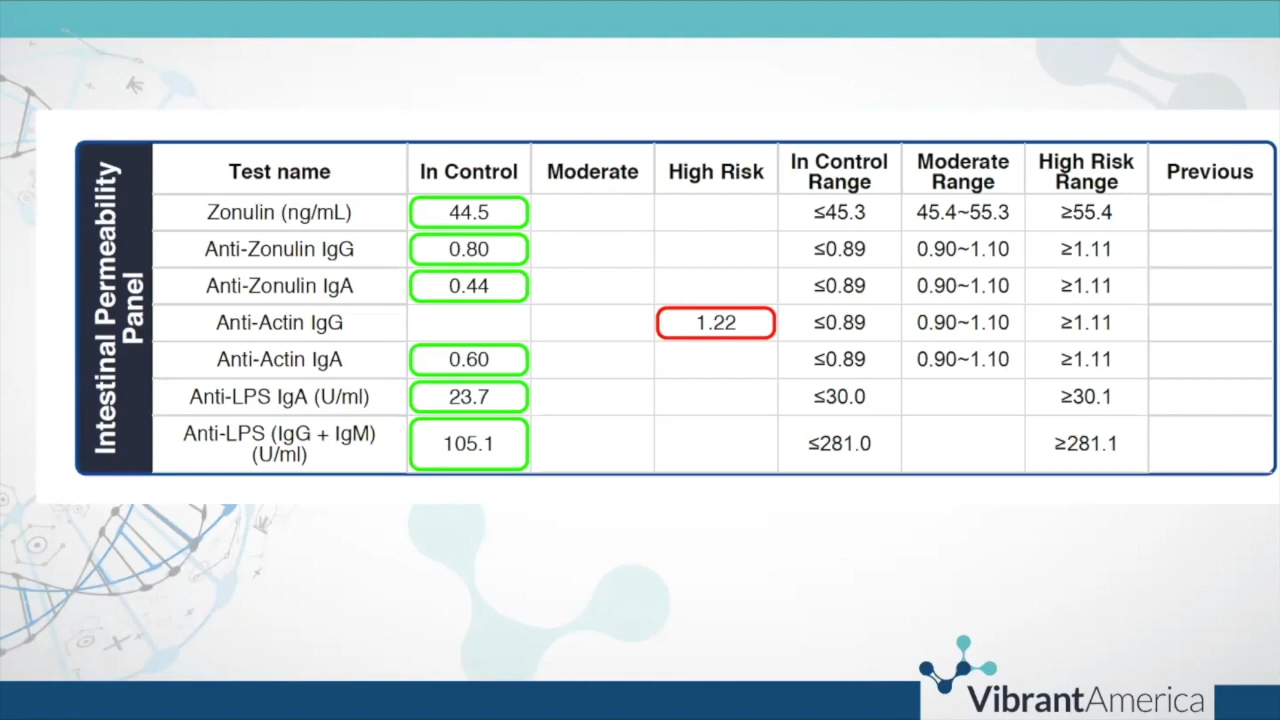 Intestinal Permeability
Panel
Test name In Control Moderate High Risk In Control Range Moderate Range High Risk Range Previous
Zonulin (ng/mL) 44.5 ≤45.3 45.4~55.3 ≥55.4
Anti-Zonulin IgG 0.80 ≤0.89 0.90~1.10 ≥1.11
Anti-Zonulin IgA 0.44 ≤0.89 0.90~1.10 ≥1.11
Anti-Actin IgG 1.22 ≤0.89 0.90~1.10 ≥1.11
Anti-Actin IgA 0.60 ≤0.89 0.90~1.10 ≥1.11
Anti-LPS IgA (U/ml) 23.7 ≤30.0 ≥30.1
Anti-LPS (IgG + IgM) (U/ml) 105.1 ≤281.0 ≥281.1
VibrantAmerica